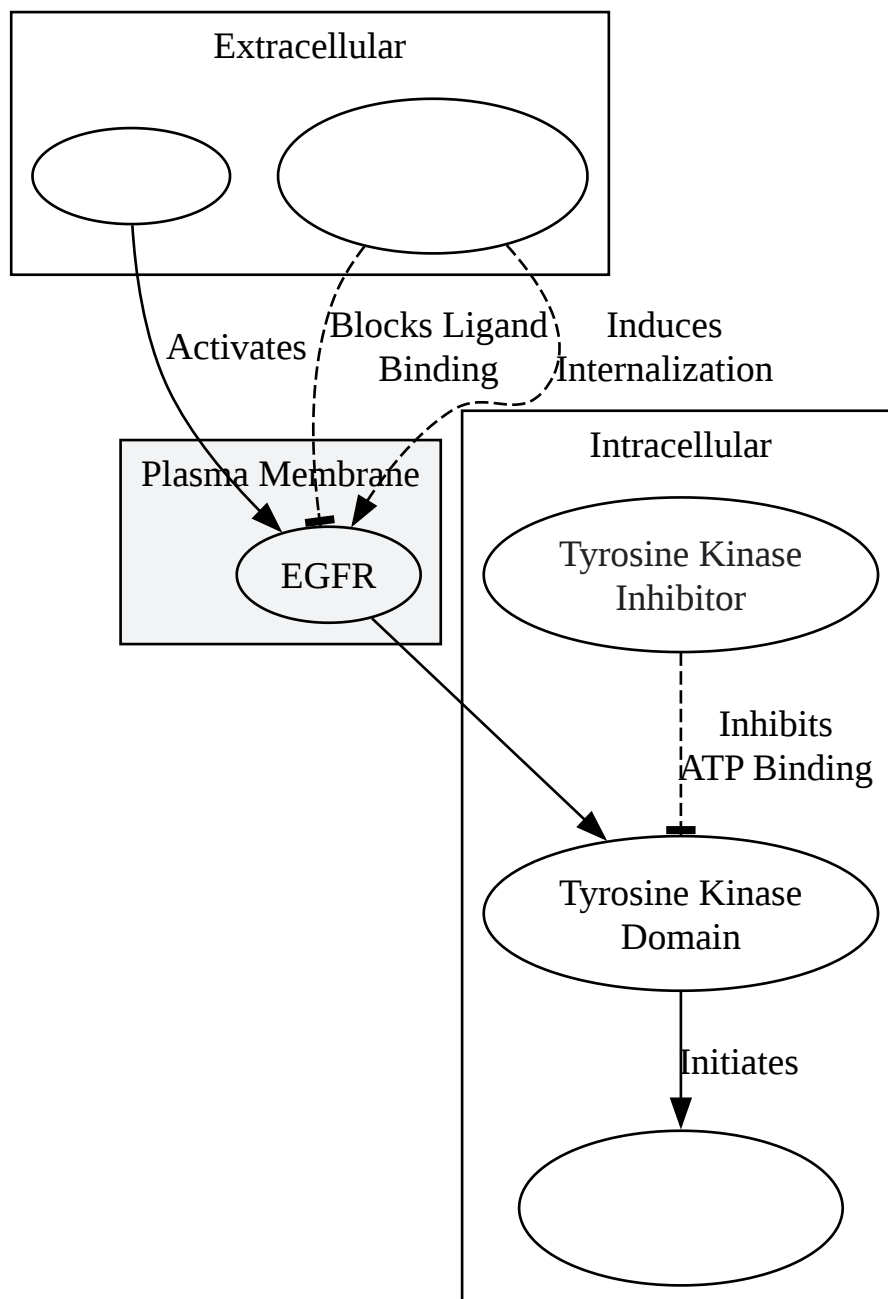 Extracellular
Activates
Blocks Ligand
Binding
Induces
Internalization
Plasma Membrane
EGFR
Intracellular
Tyrosine Kinase
Inhibitor
Inhibits
ATP Binding
Tyrosine Kinase
Domain
Initiates